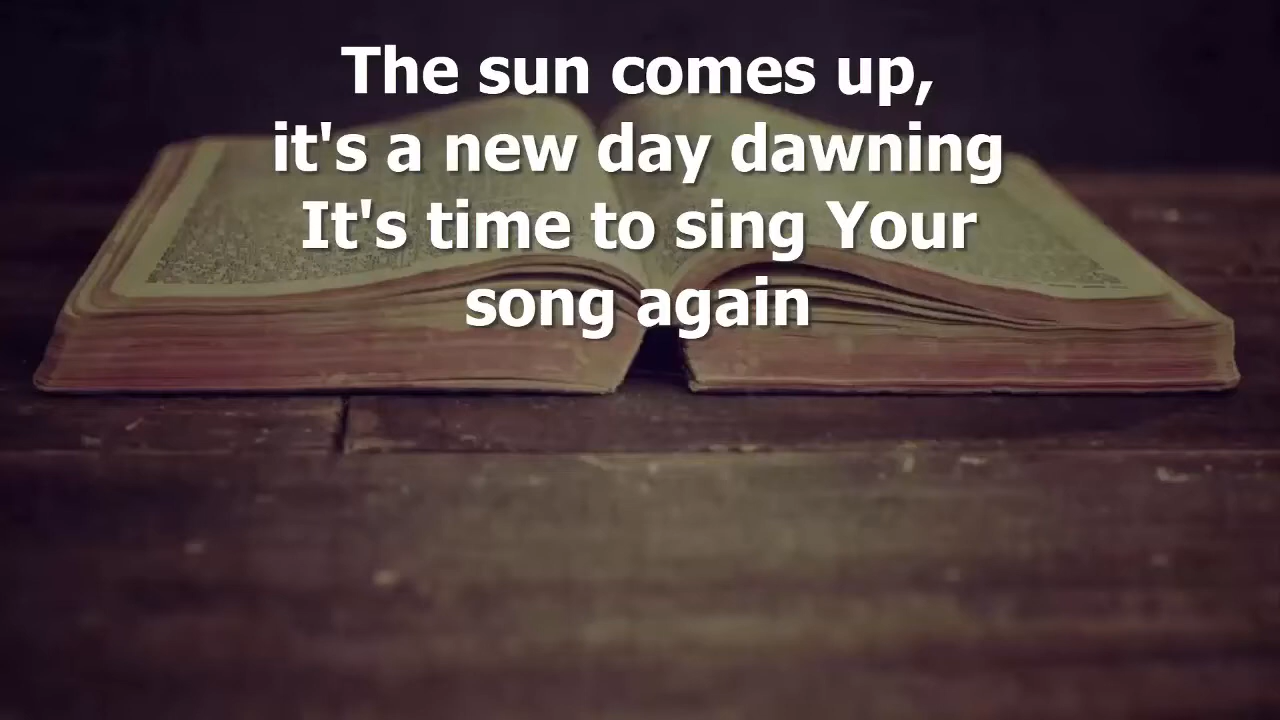 The sun comes up,
it's a new day dawning
It's time to sing Your
song again